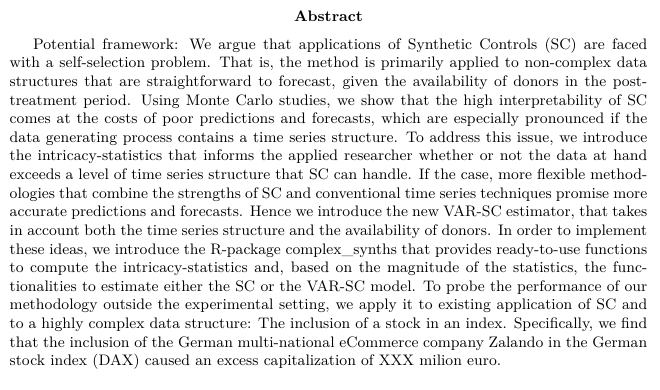 Abstract
Potential framework: We argue that applications of Synthetic Controls (SC) are faced
with a self-selection problem. That is, the method is primarily applied to non-complex data
structures that are straightforward to forecast, given the availability of donors in the post-
treatment period. Using Monte Carlo studies, we show that the high interpretability of SC
comes at the costs of poor predictions and forecasts, which are especially pronounced if the
data generating process contains a time series structure. To address this issue, we introduce
the intricacy-statistics that informs the applied researcher whether or not the data at hand
exceeds a level of time series structure that SC can handle. If the case, more flexible method-
ologies that combine the strengths of SC and conventional time series techniques promise more
accurate predictions and forecasts. Hence we introduce the new VAR-SC estimator, that takes
in account both the time series structure and the availability of donors. In order to implement
these ideas, we introduce the R-package complex_synths that provides ready-to-use functions
to compute the intricacy-statistics and, based on the magnitude of the statistics, the func-
tionalities to estimate either the SC or the VAR-SC model. To probe the performance of our
methodology outside the experimental setting, we apply it to existing application of SC and
to a highly complex data structure: The inclusion of a stock in an index. Specifically, we find
that the inclusion of the German multi-national eCommerce company Zalando in the German
stock index (DAX) caused an excess capitalization of XXX milion euro.